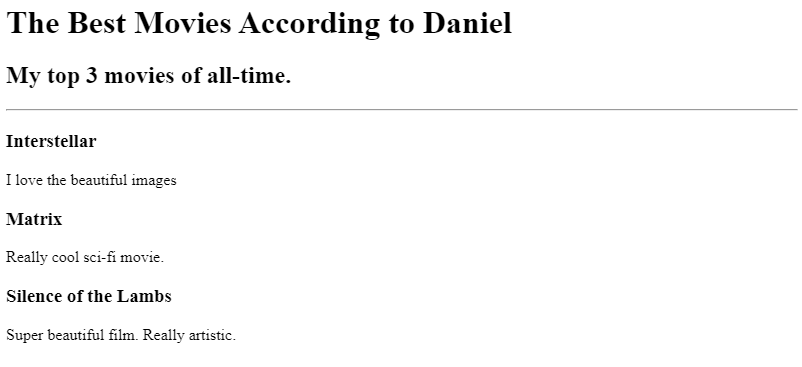 The Best Movies According to Daniel
My top 3 movies of all-time.
Interstellar
I love the beautiful images
Matrix
Really cool sci-fi movie.
Silence of the Lambs
Super beautiful film. Really artistic.